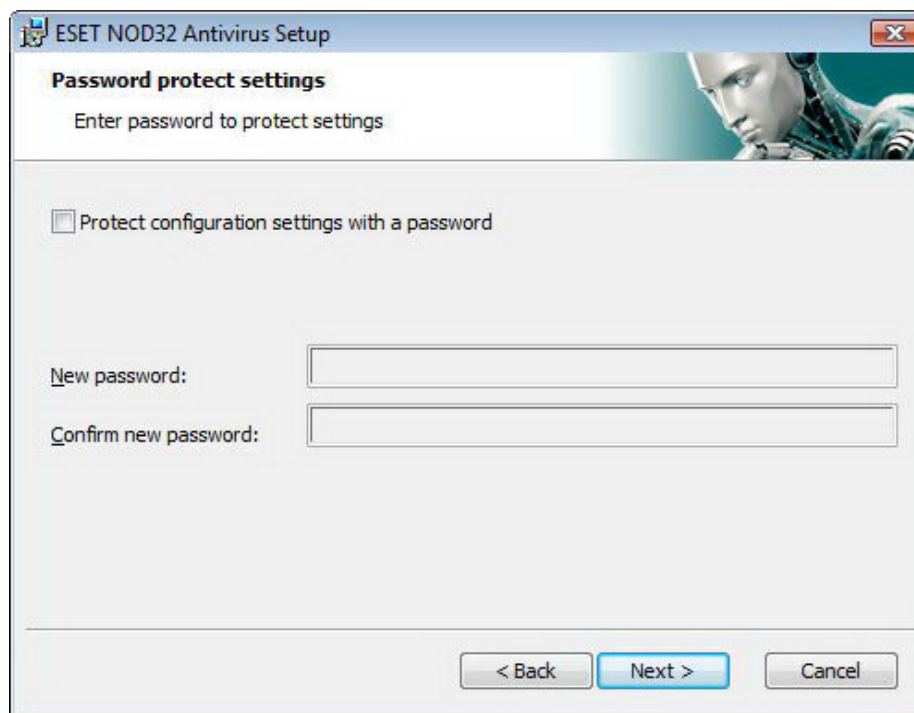 ESET NOD32 Antivirus Setup
Password protect settings
Enter password to protect settings
Protect configuration settings with a password
New password:
Confirm new password:
< Back
Next >
Cancel